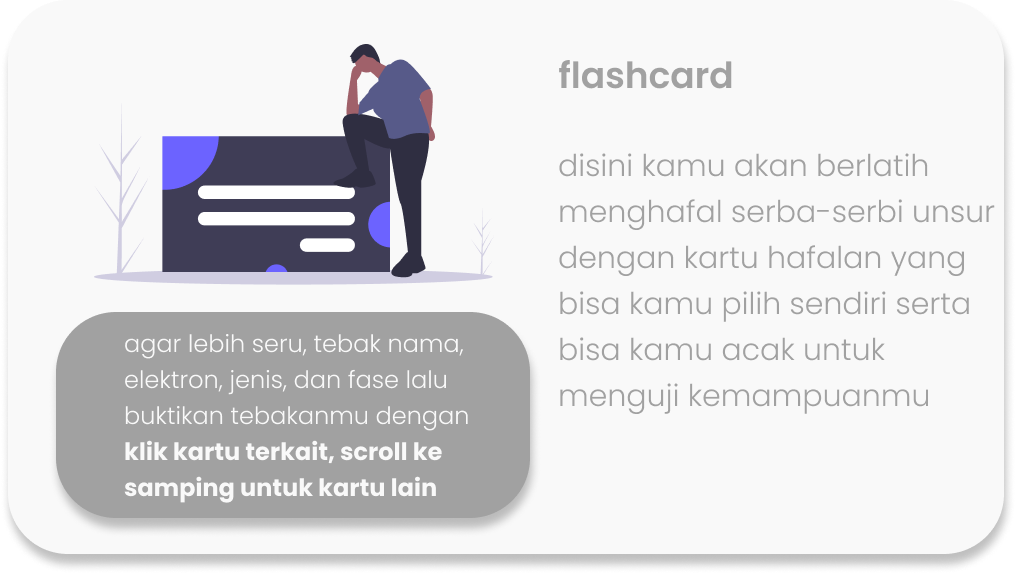 flashcard
disini kamu akan berlatih
menghafal serba-serbi unsur
dengan kartu hafalan yang
bisa kamu pilih sendiri serta
bisa kamu acak untuk
menguji kemampuanmu
agar lebih seru, tebak nama,
elektron, jenis, dan fase lalu
buktikan tebakanmu dengan
klik kartu terkait, scroll ke
samping untuk kartu lain